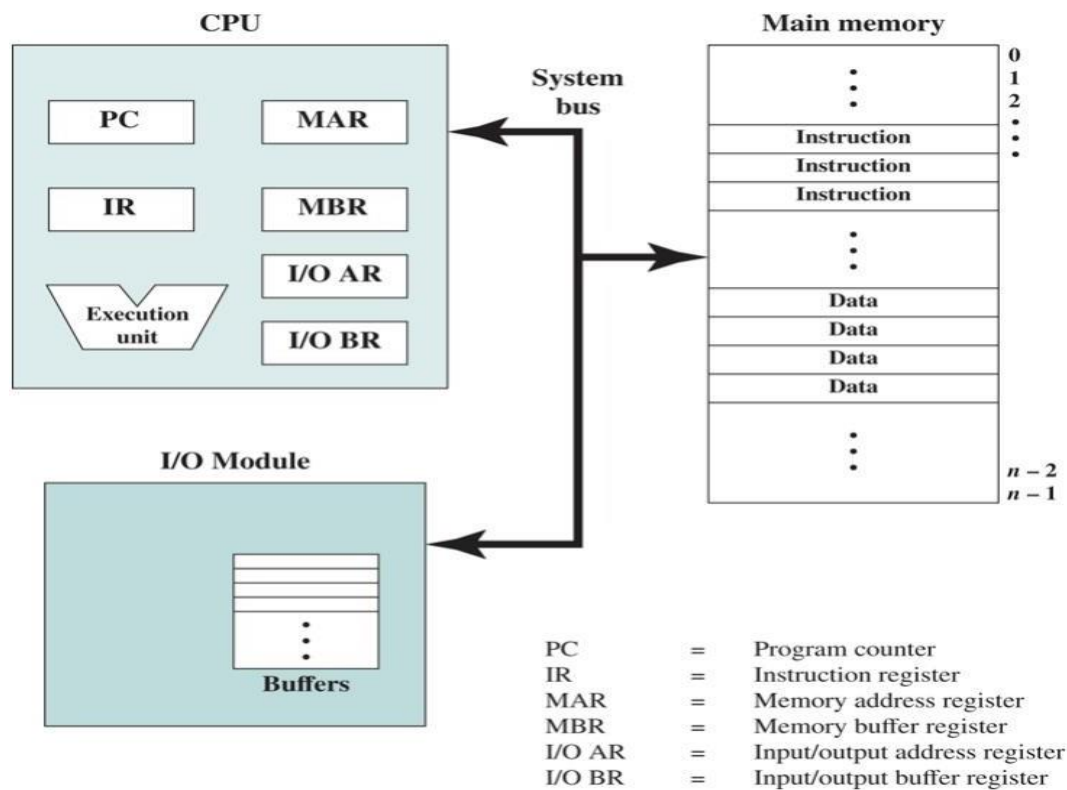 CPU
PC
MAR
IR
MBR
I/O AR
Execution
unit
I/O BR
System
bus
Main memory
0
1
2
Instruction
Instruction
Instruction
Data
Data
Data
Data
n – 2
n – 1
I/O Module
Buffers
PC = Program counter
IR = Instruction register
MAR = Memory address register
MBR = Memory buffer register
I/O AR = Input/output address register
I/O BR = Input/output buffer register